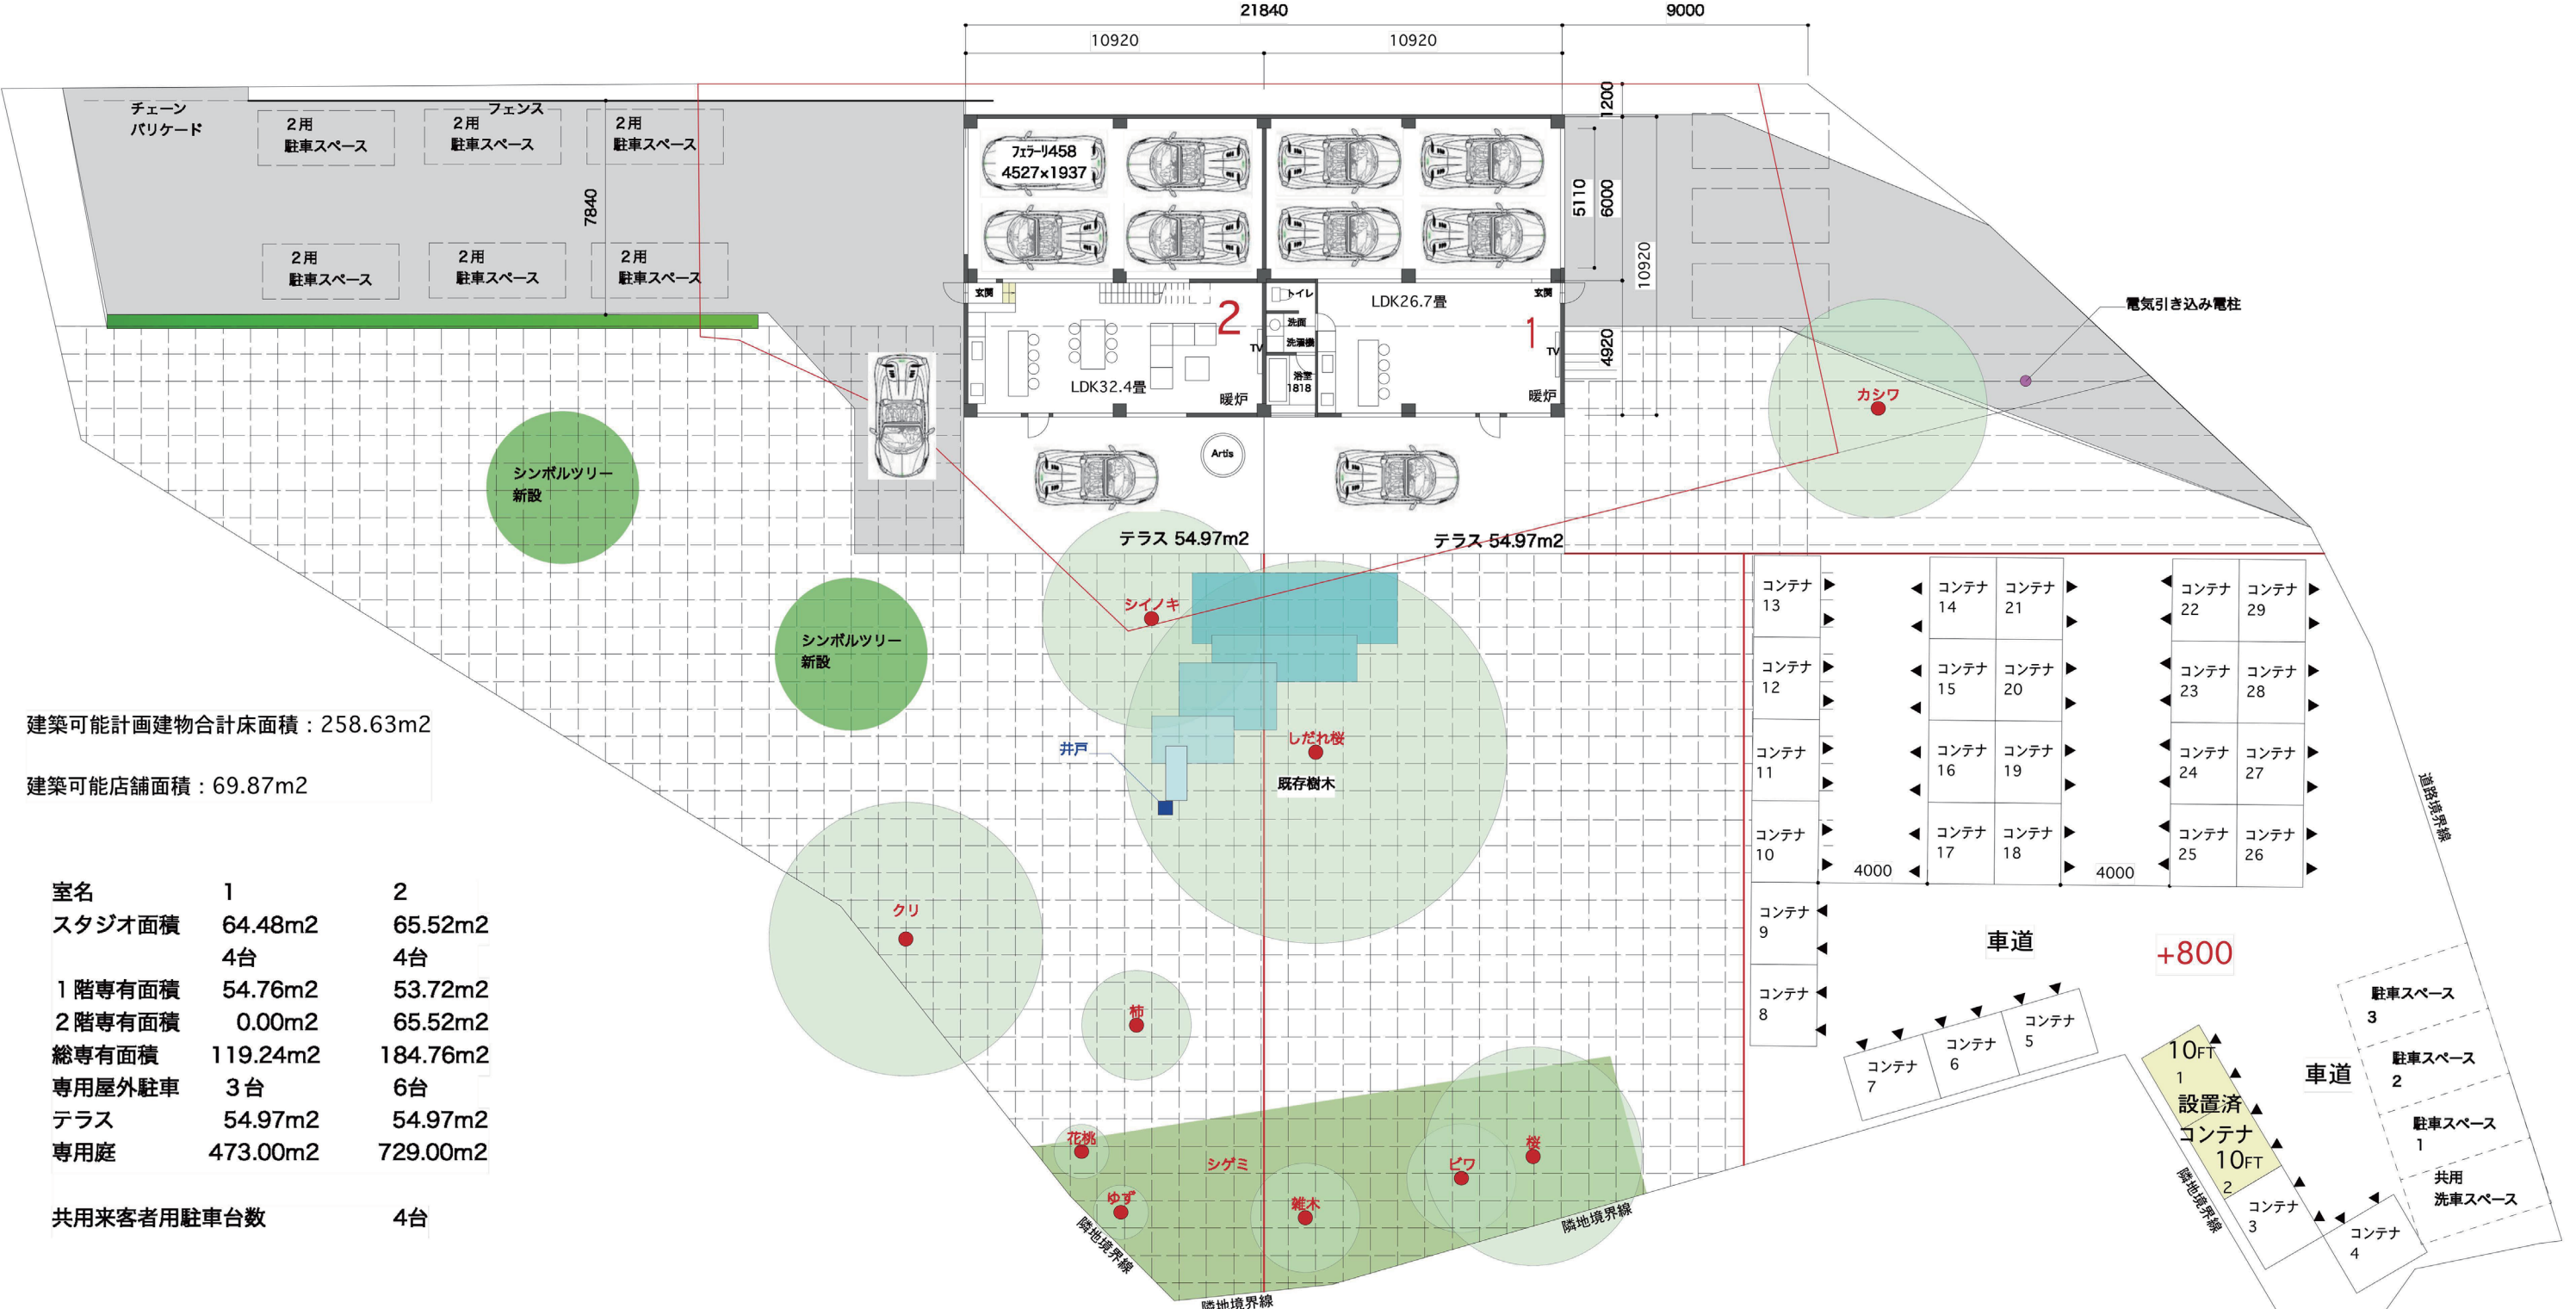 21840
9000
10920
10920
チェーン
バリケード
フェンス
2用
駐車スペース
2用
駐車スペース
2用
駐車スペース
7840
2用
駐車スペース
2用
駐車スペース
2用
駐車スペース
フェラーリ458
4527×1937
1200
5110
6000
10920
4920
玄関
2
TV
LDK32.4畳
暖炉
トイレ
洗面
洗濯機
浴室
1818
LDK26.7畳
玄関
1
TV
暖炉
電気引き込み電柱
カシワ
Artis
テラス 54.97m2
テラス 54.97m2
シンボルツリー
新設
シンボルツリー
新設
シイノキ
しだれ桜
既存樹木
井戸
クリ
柿
花桃
ゆず
シゲミ
雑木
ビワ
桜
隣地境界線
隣地境界線
隣地境界線
建築可能計画建物合計床面積：258.63m2
建築可能店舗面積：69.87m2
室名 1 2
スタジオ面積 64.48m2 65.52m2
4台 4台
1階専有面積 54.76m2 53.72m2
2階専有面積 0.00m2 65.52m2
総専有面積 119.24m2 184.76m2
専用屋外駐車 3台 6台
テラス 54.97m2 54.97m2
専用庭 473.00m2 729.00m2
共用来客者用駐車台数 4台
コンテナ
13
コンテナ
12
コンテナ
11
コンテナ
10
コンテナ
9
コンテナ
8
コンテナ
14
コンテナ
21
コンテナ
15
コンテナ
20
コンテナ
16
コンテナ
19
コンテナ
17
コンテナ
18
コンテナ
22
コンテナ
29
コンテナ
23
コンテナ
28
コンテナ
24
コンテナ
27
コンテナ
25
コンテナ
26
4000
4000
道路境界線
車道
+800
コンテナ
7
コンテナ
6
コンテナ
5
10FT
1
設置済
コンテナ
10FT
2
コンテナ
3
コンテナ
4
隣地境界線
車道
駐車スペース
3
駐車スペース
2
駐車スペース
1
共用
洗車スペース